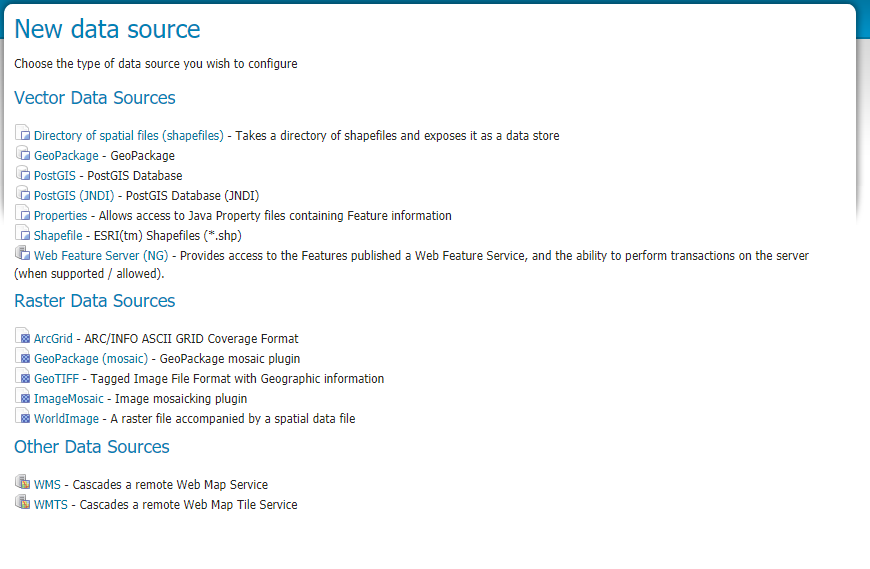 New data source
Choose the type of data source you wish to configure
Vector Data Sources
Directory of spatial files (shapefiles) - Takes a directory of shapefiles and exposes it as a data store
GeoPackage - GeoPackage
PostGIS - PostGIS Database
PostGIS (JNDI) - PostGIS Database (JNDI)
Properties - Allows access to Java Property files containing Feature information
Shapefile - ESRI(tm) Shapefiles (*.shp)
Web Feature Server (NG) - Provides access to the Features published a Web Feature Service, and the ability to perform transactions on the server
(when supported / allowed).
Raster Data Sources
ArcGrid - ARC/INFO ASCII GRID Coverage Format
GeoPackage (mosaic) - GeoPackage mosaic plugin
GeoTIFF - Tagged Image File Format with Geographic information
ImageMosaic - Image mosaicking plugin
WorldImage - A raster file accompanied by a spatial data file
Other Data Sources
WMS - Cascades a remote Web Map Service
WMTS - Cascades a remote Web Map Tile Service